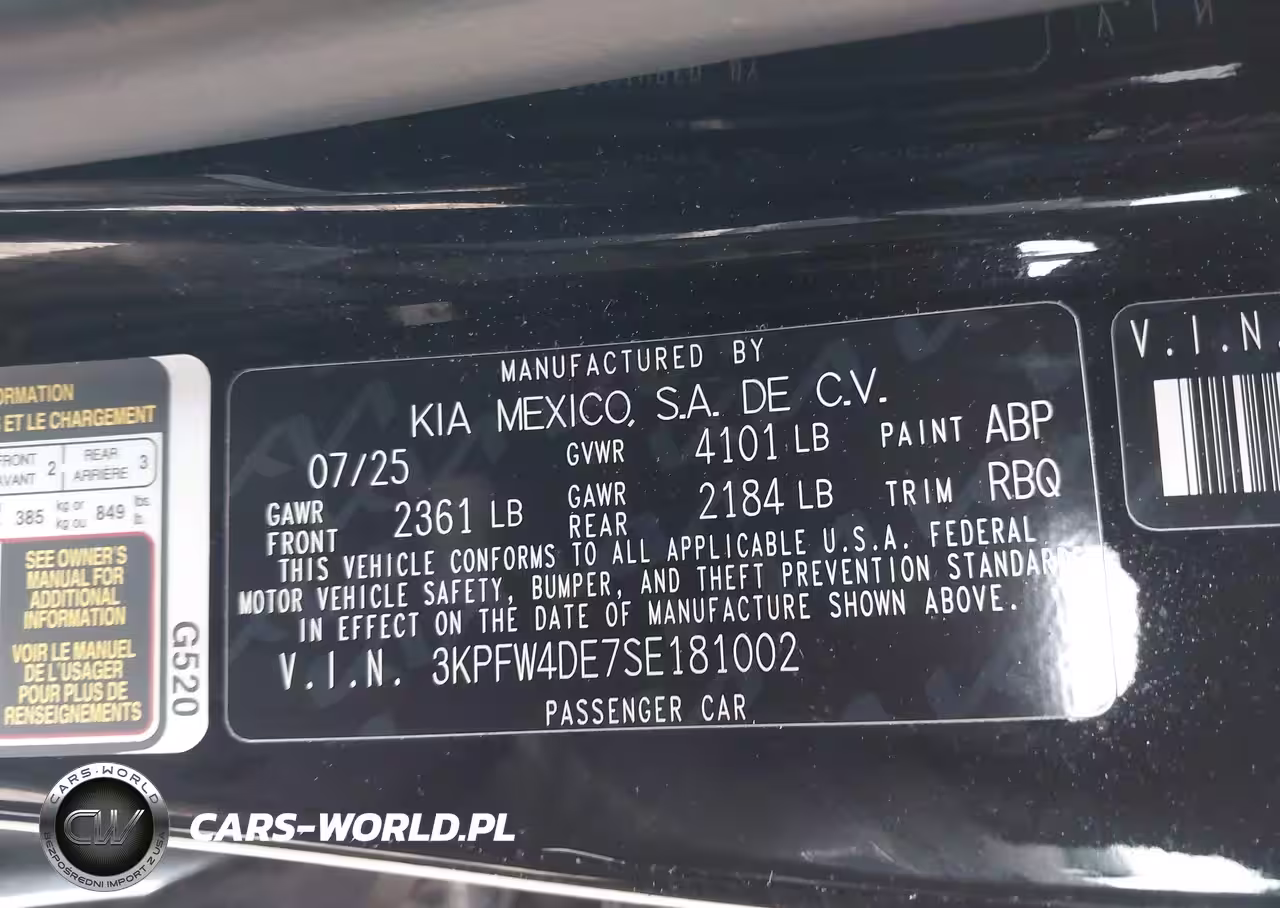 ORMATION
ET LE CHARGEMENT
FRONT
AVANT 2
REAR
ARRIÈRE 3
385 kg or
kg ou 849 lbs.
lb.
SEE OWNER'S
MANUAL FOR
ADDITIONAL
INFORMATION
VOIR LE MANUEL
DE L'USAGER
POUR PLUS DE
RENSEIGNEMENTS
G520
MANUFACTURED BY
KIA MEXICO, S.A. DE C.V.
07/25 GVWR 4101 LB PAINT ABP
GAWR
FRONT 2361 LB GAWR
REAR 2184 LB TRIM RBQ
THIS VEHICLE CONFORMS TO ALL APPLICABLE U.S.A. FEDERAL
MOTOR VEHICLE SAFETY, BUMPER, AND THEFT PREVENTION STANDARD
IN EFFECT ON THE DATE OF MANUFACTURE SHOWN ABOVE.
V.I.N. 3KPFW4DE7SE181002
PASSENGER CAR
V.I.N.
CARS-WORLD
CW
BEZPOŚREDNI IMPORT Z USA
CARS-WORLD.PL